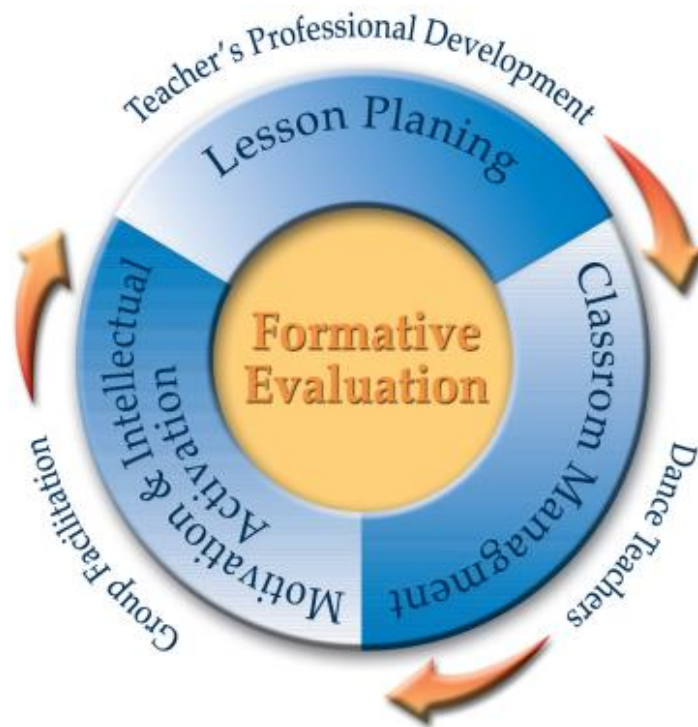 Teacher's Professional Development
Lesson Planing
Classrom Managment
Dance Teachers
Formative
Evaluation
Motivation & Intellectual
Activation
Group Facilitation